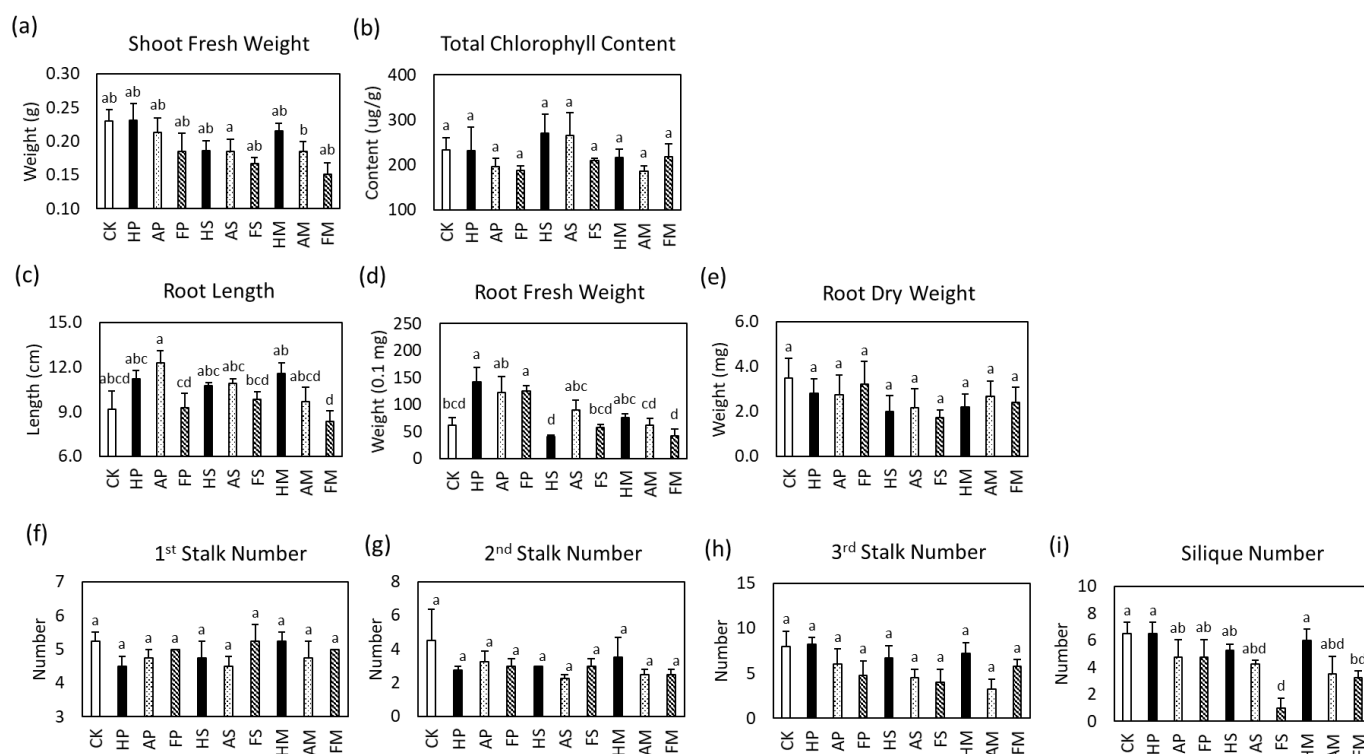 (a) Shoot Fresh Weight
Weight (g)
0.30
0.25
0.20
0.15
0.10
ab ab ab ab ab a ab ab b ab
CK HP AP FP HS AS FS HM AM FM
(b) Total Chlorophyll Content
Content (ug/g)
400
300
200
100
a a a a a a a a a a
CK HP AP FP HS AS FS HM AM FM
(c) Root Length
Length (cm)
15.0
12.0
9.0
6.0
abcd abc a cd abc abc bcd ab abcd d
CK HP AP FP HS AS FS HM AM FM
(d) Root Fresh Weight
Weight (0.1 mg)
250
200
150
100
50
0
bcd a ab a d abc bcd abc cd d
CK HP AP FP HS AS FS HM AM FM
(e) Root Dry Weight
Weight (mg)
6.0
4.0
2.0
0.0
a a a a a a a a a a
CK HP AP FP HS AS FS HM AM FM
(f) 1st Stalk Number
Number
7
6
5
4
3
a a a a a a a a a a
CK HP AP FP HS AS FS HM AM FM
(g) 2nd Stalk Number
Number
8
6
4
2
0
a a a a a a a a a a
CK HP AP FP HS AS FS HM AM FM
(h) 3rd Stalk Number
Number
15
10
5
0
a a a a a a a a a a
CK HP AP FP HS AS FS HM AM FM
(i) Silique Number
Number
10
8
6
4
2
0
a a ab ab ab abd d a abd bd
CK HP AP FP HS AS FS HM AM FM